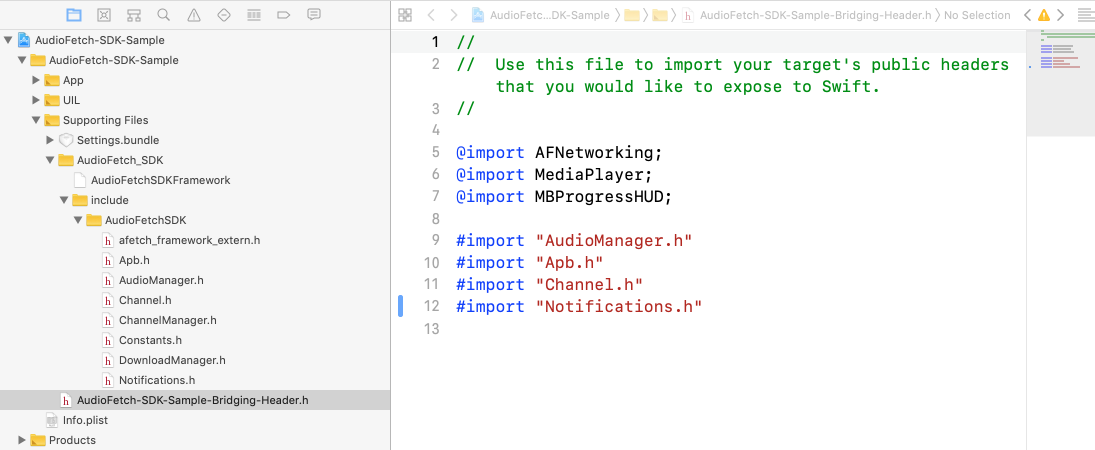 AudioFetch-SDK-Sample
AudioFetch-SDK-Sample
App
UIL
Supporting Files
Settings.bundle
AudioFetch_SDK
AudioFetchSDKFramework
include
AudioFetchSDK
afetch_framework_extern.h
Apb.h
AudioManager.h
Channel.h
ChannelManager.h
Constants.h
DownloadManager.h
Notifications.h
AudioFetch-SDK-Sample-Bridging-Header.h
Info.plist
Products
AudioFetc...DK-Sample
AudioFetch-SDK-Sample-Bridging-Header.h
No Selection
1 //
2 // Use this file to import your target's public headers
that you would like to expose to Swift.
3 //
4
5 @import AFNetworking;
6 @import MediaPlayer;
7 @import MBProgressHUD;
8
9 #import "AudioManager.h"
10 #import "Apb.h"
11 #import "Channel.h"
12 #import "Notifications.h"
13